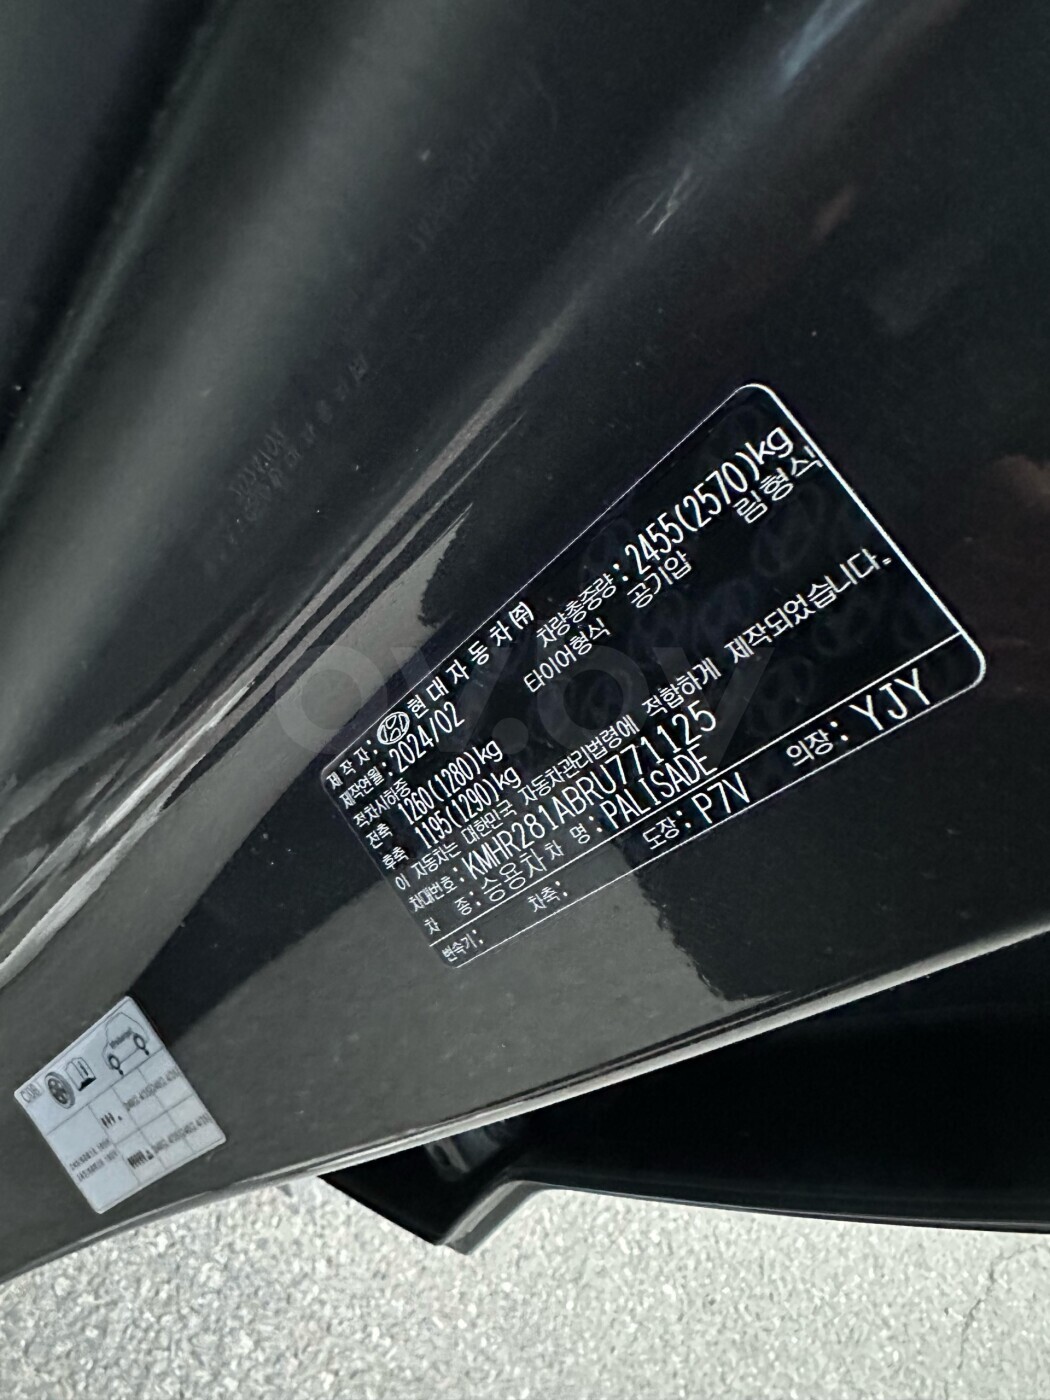 제 작 자 : 현 대 자 동 차 ㈜
제작연월 : 2024/02 차량총중량 : 2455(2570)kg
적차시하중 타이어형식 공기압 림형식
전축 1260(1280)kg
후축 1195(1290)kg
이 자동차는 대한민국 자동차관리법령에 적합하게 제작되었습니다.
차대번호 : KMHR281ABRU771125
차 종 : 승용차 차 명 : PALISADE
변속기 : 차축 : 도장 : P7V 의장 : YJY
av.by